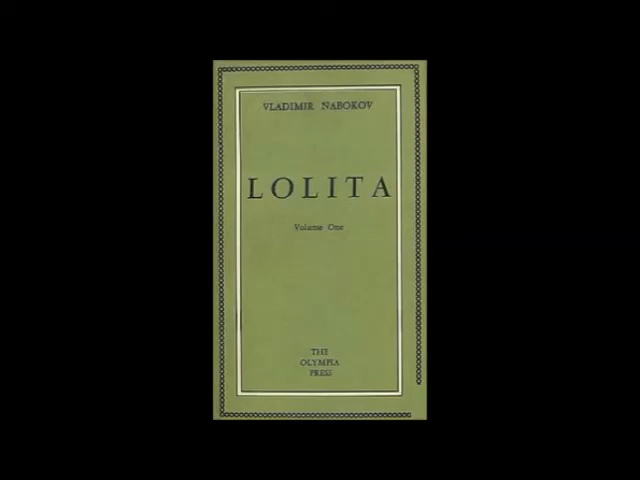 VLADIMIR NABOKOV
LOLITA
Volume One
THE
OLYMPIA
PRESS